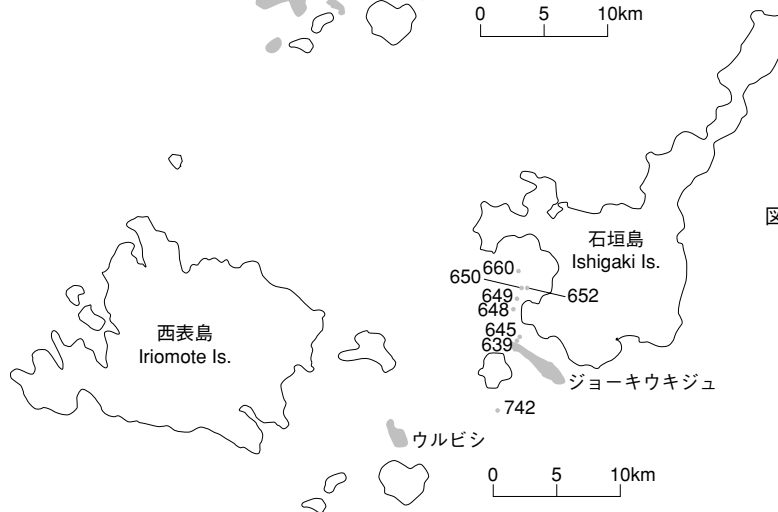 0 5 10km
図
石垣島
Ishigaki Is.
660
650
652
649
648
645
639
西表島
Iriomote Is.
ジョーキウキジュ
742
ウルビシ
0 5 10km